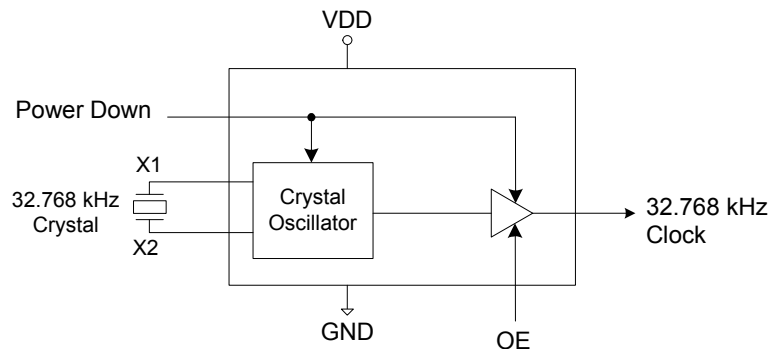 VDD
Power Down
X1
32.768 kHz
Crystal
X2
Crystal
Oscillator
32.768 kHz
Clock
GND
OE